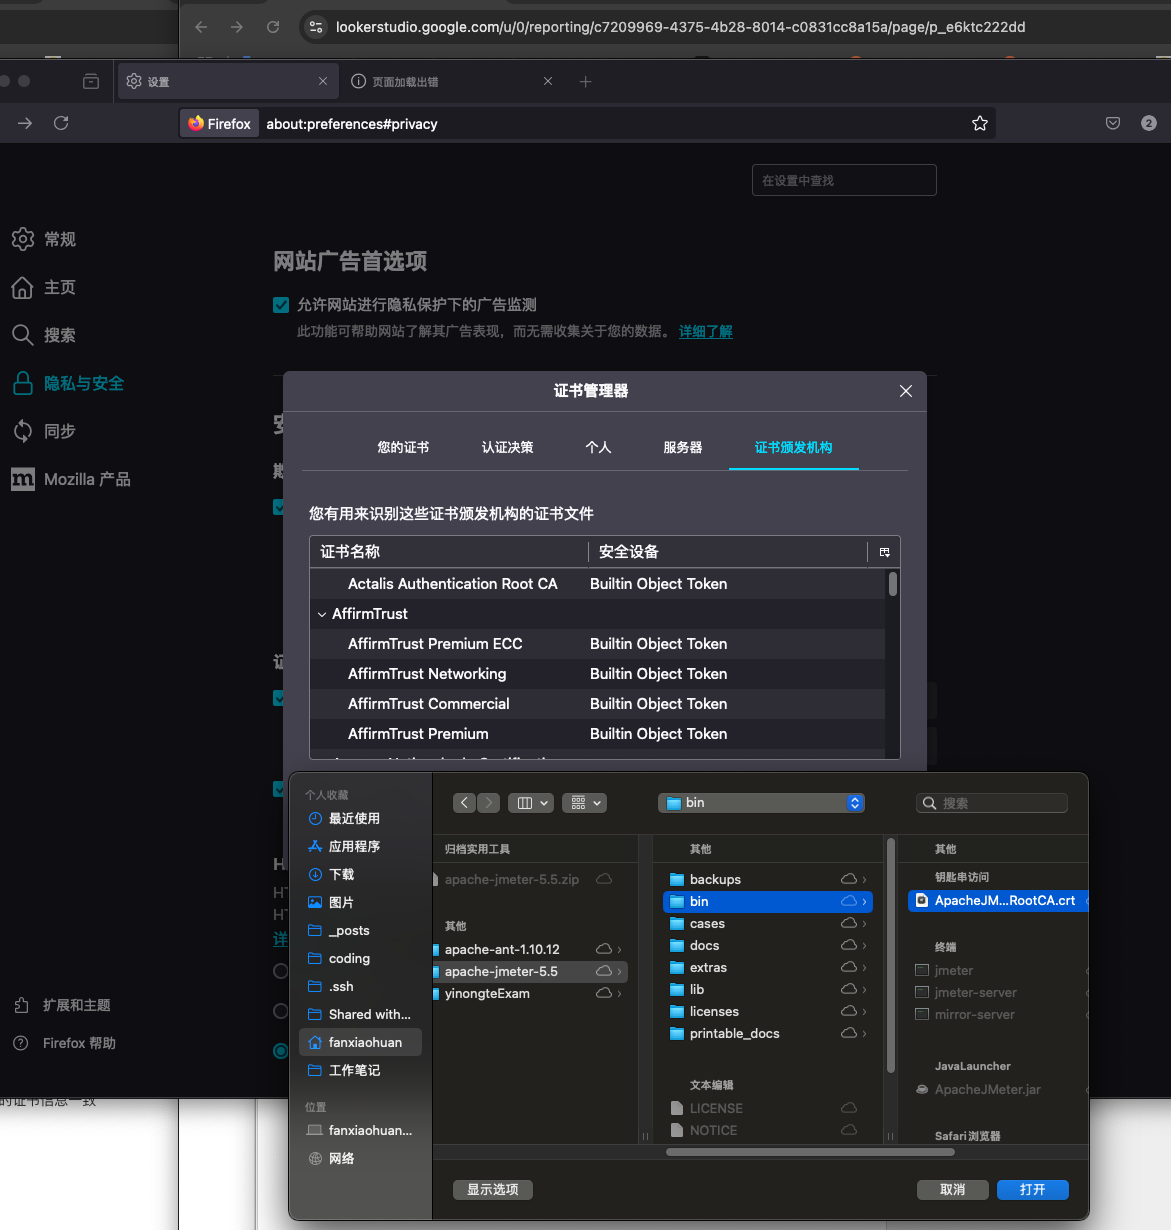 lookerstudio.google.com/u/0/reporting/c7209969-4375-4b28-8014-c0831cc8a15a/page/p_e6ktc222dd
设置
页面加载出错
Firefox
about:preferences#privacy
2
在设置中查找
常规
主页
搜索
隐私与安全
同步
Mozilla 产品
扩展和主题
Firefox 帮助
网站广告首选项
允许网站进行隐私保护下的广告监测
此功能可帮助网站了解其广告表现，而无需收集关于您的数据。 详细了解
证书管理器
您的证书
认证决策
个人
服务器
证书颁发机构
您有用来识别这些证书颁发机构的证书文件
证书名称
安全设备
Actalis Authentication Root CA
Builtin Object Token
AffirmTrust
AffirmTrust Premium ECC
Builtin Object Token
AffirmTrust Networking
Builtin Object Token
AffirmTrust Commercial
Builtin Object Token
AffirmTrust Premium
Builtin Object Token
个人收藏
最近使用
应用程序
下载
图片
_posts
coding
.ssh
Shared with...
fanxiaohuan
工作笔记
位置
fanxiaohuan...
网络
bin
搜索
归档实用工具
apache-jmeter-5.5.zip
其他
apache-ant-1.10.12
apache-jmeter-5.5
yinongteExam
其他
backups
bin
cases
docs
extras
lib
licenses
printable_docs
文本编辑
LICENSE
NOTICE
其他
钥匙串访问
ApacheJM...RootCA.crt
终端
jmeter
jmeter-server
mirror-server
JavaLauncher
ApacheJMeter.jar
Safari 浏览器
显示选项
取消
打开